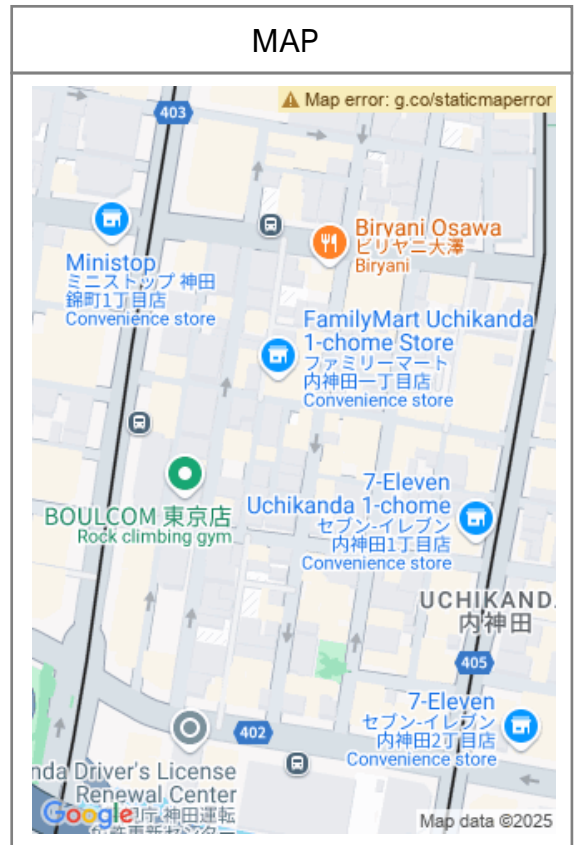 MAP
Map error: g.co/staticmaperror
403
Biryani Osawa
ビリヤニ大澤
Biryani
Ministop
ミニストップ 神田
錦町1丁目店
Convenience store
FamilyMart Uchikanda
1-chome Store
ファミリーマート
内神田一丁目店
Convenience store
7-Eleven
Uchikanda 1-chome
セブン-イレブン
内神田1丁目店
Convenience store
BOULCOM 東京店
Rock climbing gym
UCHIKAND
内神田
405
7-Eleven
セブン-イレブン
内神田2丁目店
Convenience store
402
nda Driver's License
Renewal Center
庁 神田運転
Google
Map data ©2025